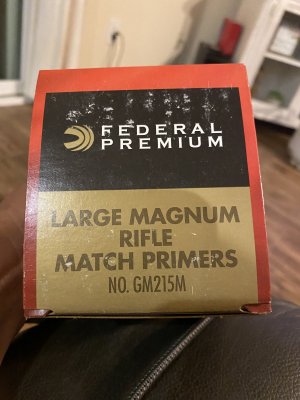 FEDERAL
PREMIUM
LARGE MAGNUM
RIFLE
MATCH PRIMERS
NO. GM215M